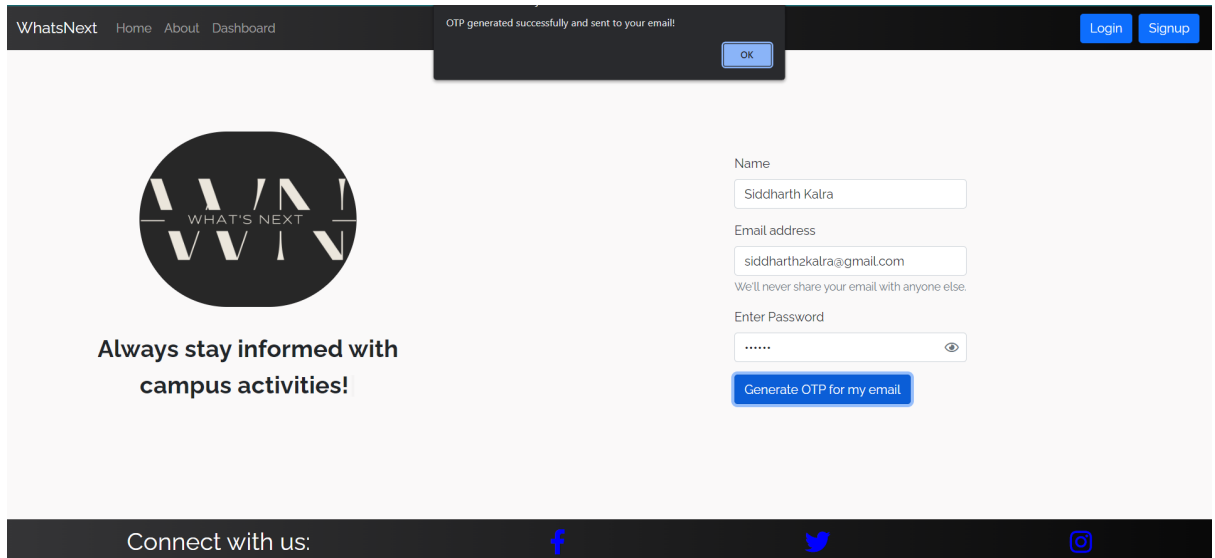 WhatsNext Home About Dashboard
OTP generated successfully and sent to your email!
OK
Login Signup
WN
WHAT'S NEXT
Always stay informed with
campus activities!
Name
Siddharth Kalra
Email address
siddharth2kalra@gmail.com
We'll never share your email with anyone else.
Enter Password
••••••
Generate OTP for my email
Connect with us: